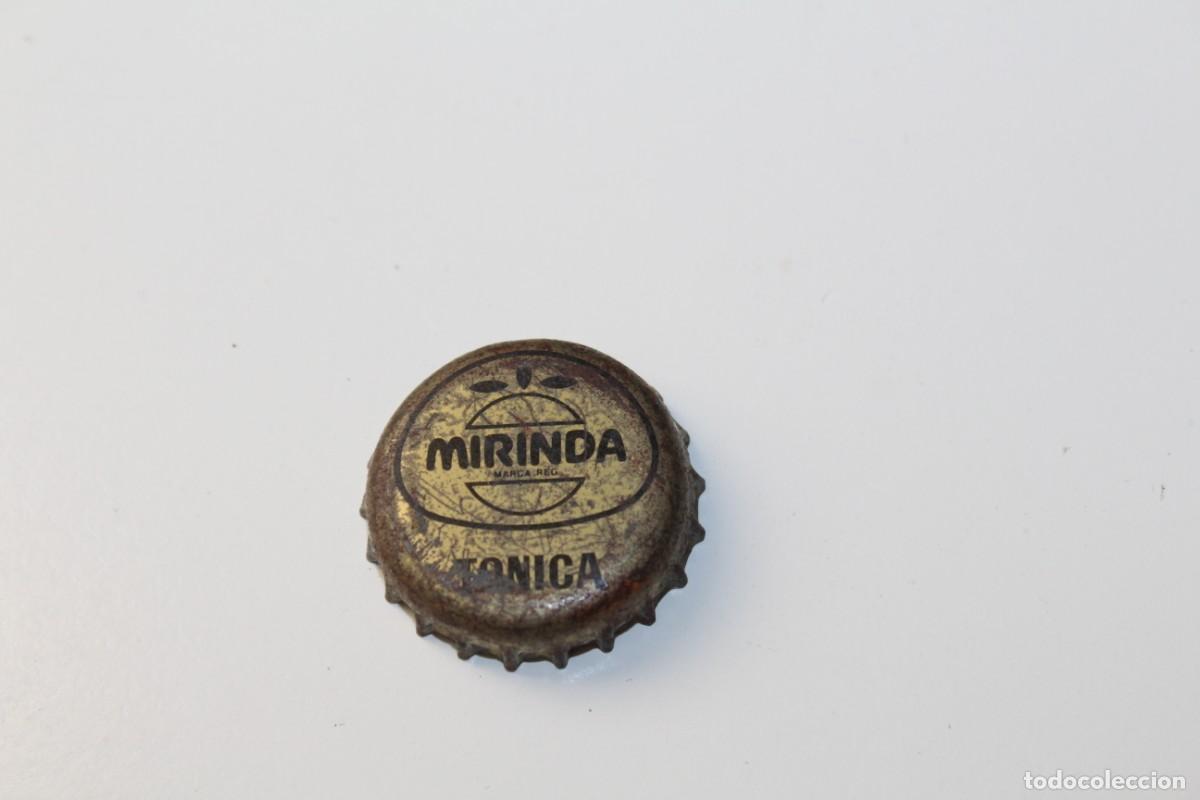 MIRINDA
MARCA REG.
TONICA
todocoleccion